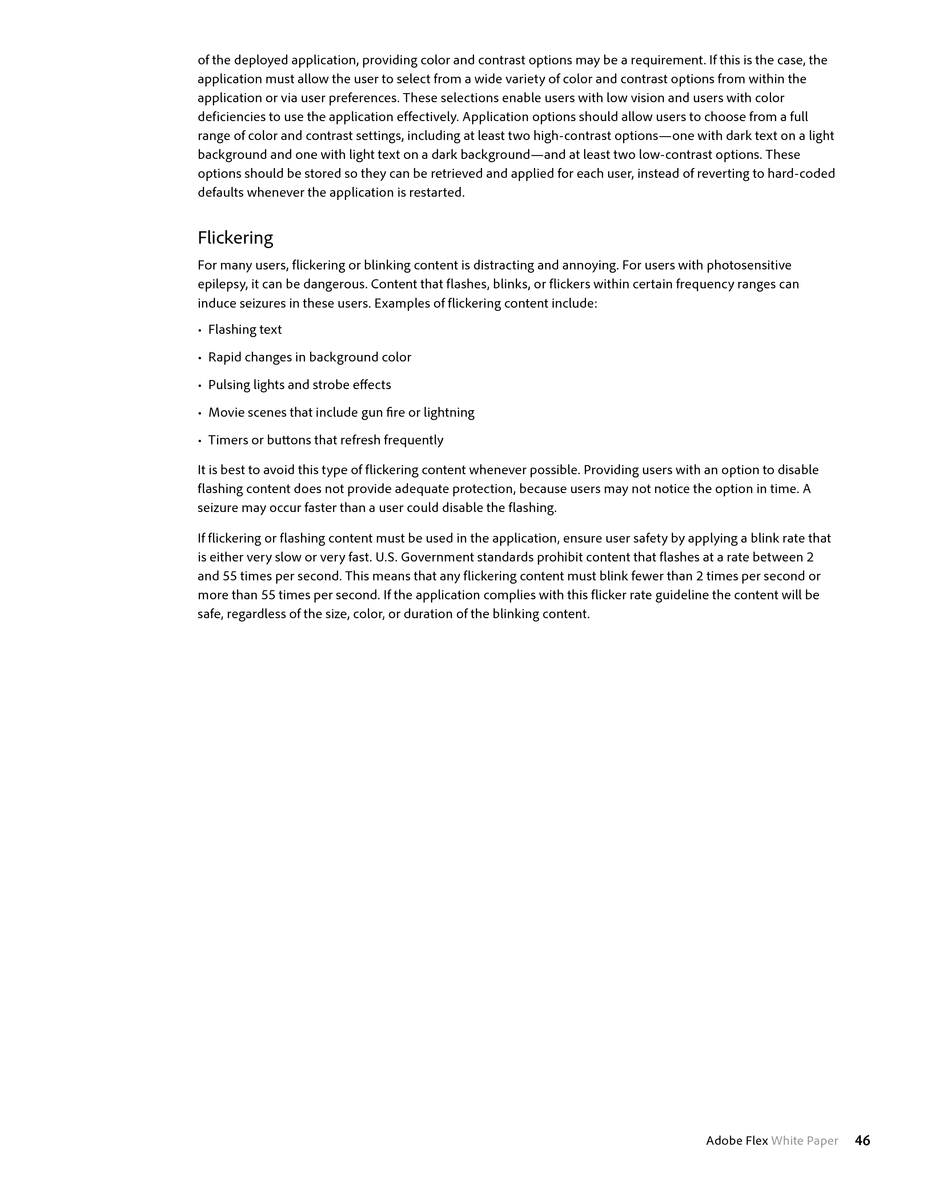 of the deployed application, providing color and contrast options may be a requirement. If this is the case, the
application must allow the user to select from a wide variety of color and contrast options from within the
application or via user preferences. These selections enable users with low vision and users with color
deficiencies to use the application effectively. Application options should allow users to choose from a full
range of color and contrast settings, including at least two high-contrast options—one with dark text on a light
background and one with light text on a dark background—and at least two low-contrast options. These
options should be stored so they can be retrieved and applied for each user, instead of reverting to hard-coded
defaults whenever the application is restarted.
Flickering
For many users, flickering or blinking content is distracting and annoying. For users with photosensitive
epilepsy, it can be dangerous. Content that flashes, blinks, or flickers within certain frequency ranges can
induce seizures in these users. Examples of flickering content include:
• Flashing text
• Rapid changes in background color
• Pulsing lights and strobe effects
• Movie scenes that include gun fire or lightning
• Timers or buttons that refresh frequently
It is best to avoid this type of flickering content whenever possible. Providing users with an option to disable
flashing content does not provide adequate protection, because users may not notice the option in time. A
seizure may occur faster than a user could disable the flashing.
If flickering or flashing content must be used in the application, ensure user safety by applying a blink rate that
is either very slow or very fast. U.S. Government standards prohibit content that flashes at a rate between 2
and 55 times per second. This means that any flickering content must blink fewer than 2 times per second or
more than 55 times per second. If the application complies with this flicker rate guideline the content will be
safe, regardless of the size, color, or duration of the blinking content.
Adobe Flex White Paper 46